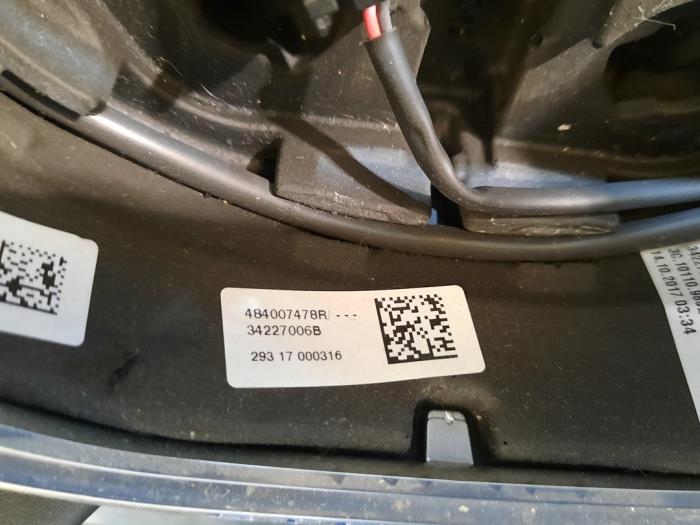 484007478R/ ---
34227006B
293 17 000316
14.10.2017 03:34